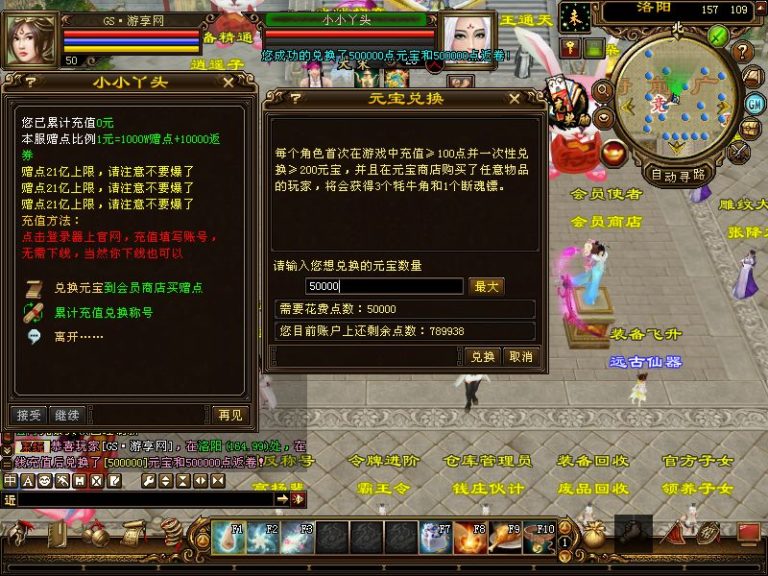 GS·游享网
小小丫头
50
备精通
逍遥子
王通天
您成功的兑换了500000点元宝和500000点返卷!
未
洛阳
157 109
北
GM
自动寻路
小小丫头
您已累计充值0元
本服赠点比例1元=1000W赠点+10000返
券
赠点21亿上限，请注意不要爆了
赠点21亿上限，请注意不要爆了
赠点21亿上限，请注意不要爆了
充值方法：
点击登录器上官网，充值填写账号，
无需下线，当然你下线也可以
兑换元宝到会员商店买赠点
累计充值兑换称号
离开……
接受
继续
再见
元宝兑换
每个角色首次在游戏中充值≥100点并一次性兑
换≥200元宝，并且在元宝商店购买了任意物品
的玩家，将会获得3个牦牛角和1个断魂镖。
请输入您想兑换的元宝数量
50000
最大
需要花费点数：50000
您目前账户上还剩余点数：789938
兑换
取消
会员使者
会员商店
雕纹大
张降龙
装备飞升
远古仙器
恭喜玩家[GS·游享网]，在洛阳(164,99)处，在
线充值后兑换了[500000]元宝和500000点返卷!
反称号
令牌进阶
仓库管理员
装备回收
官方子女
霸王令
钱庄伙计
废品回收
领养子女
近
F1
F2
F3
F7
F8
F9
F10
1